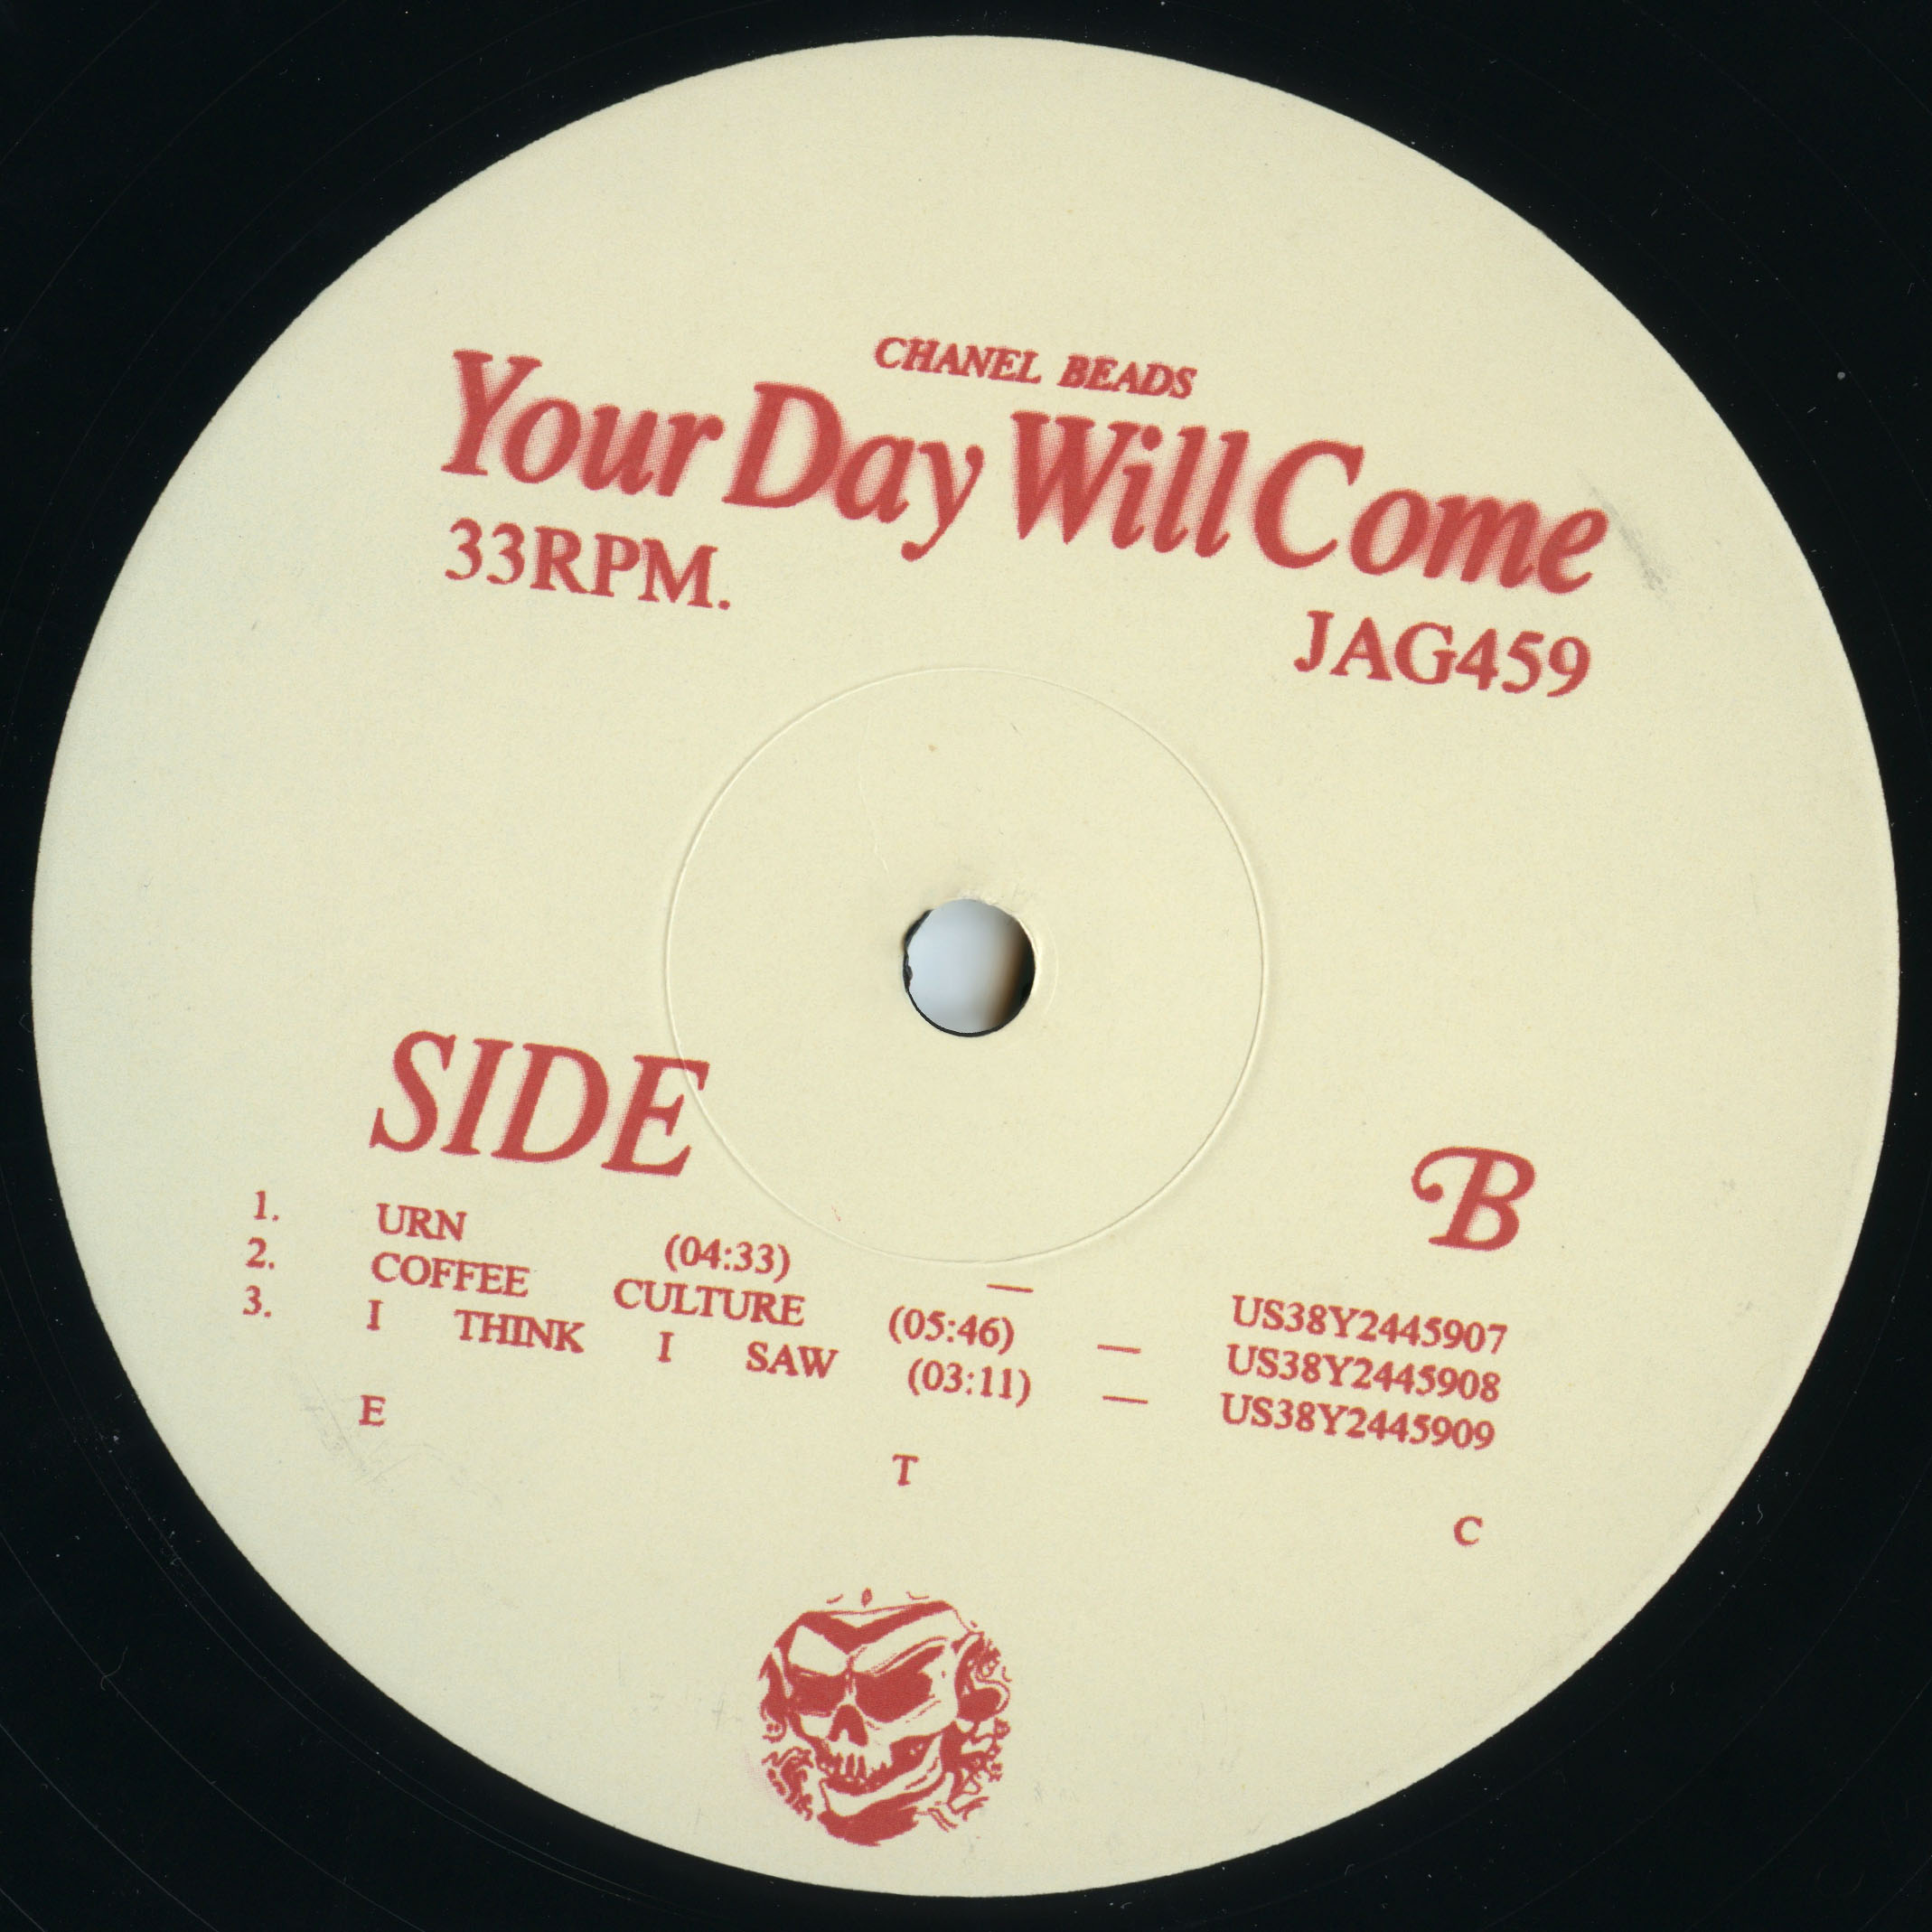 CHANEL BEADS
Your Day Will Come
33RPM.
JAG459
SIDE B
1. URN (04:33) — US38Y2445907
2. COFFEE CULTURE (05:46) — US38Y2445908
3. I THINK I SAW (03:11) — US38Y2445909
E T C